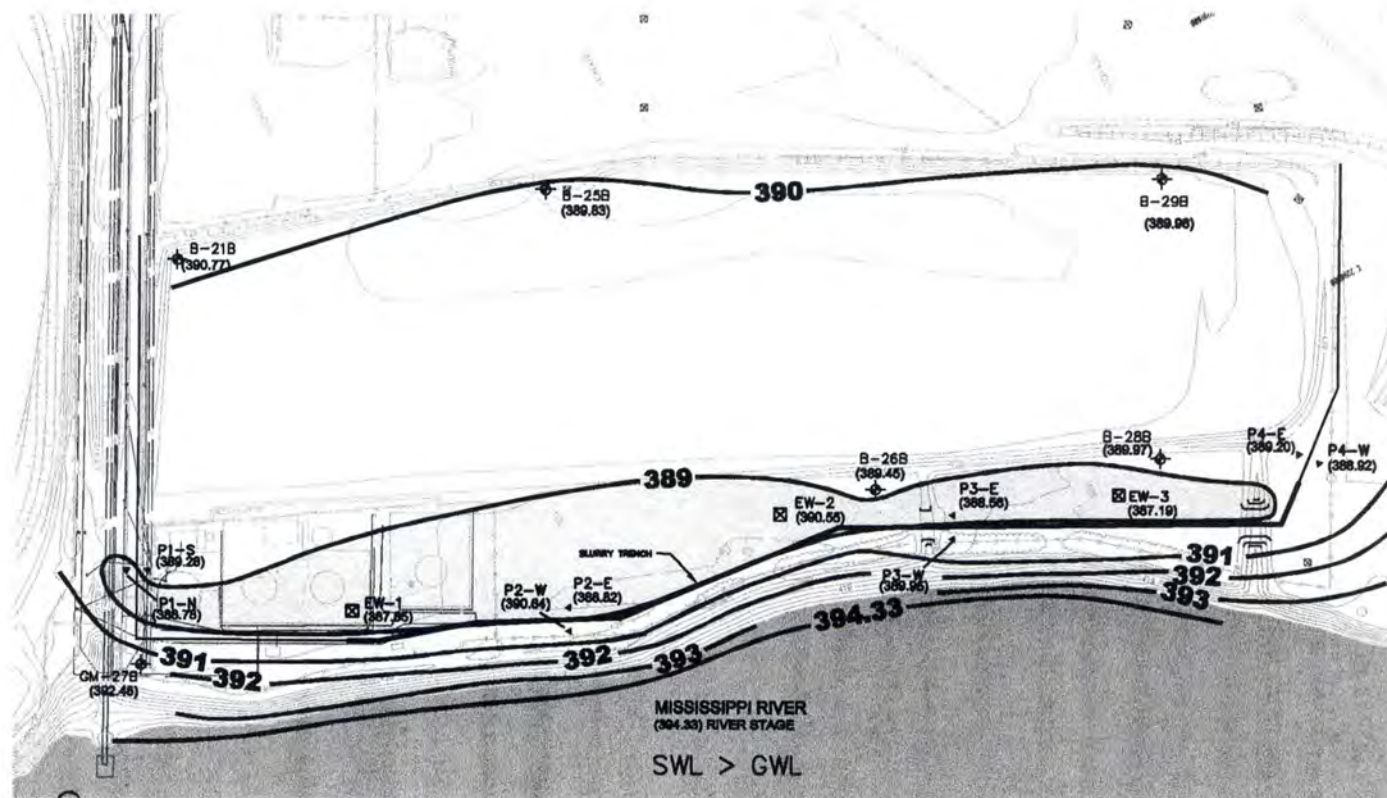 B-25B
(389.83)
390
B-29B
(389.96)
B-21B
(390.77)
389
B-26B
(389.45)
B-28B
(389.97)
P4-E
(389.20)
P4-W
(388.92)
EW-2
(390.55)
P3-E
(388.56)
EW-3
(387.19)
P1-S
(389.28)
SLURRY TRENCH
391
P1-N
(388.78)
EW-1
(387.65)
P2-W
(390.84)
P2-E
(388.82)
P3-W
(389.95)
392
393
394.33
391
392
392
393
GM-27B
(392.48)
MISSISSIPPI RIVER
(394.33) RIVER STAGE
SWL > GWL